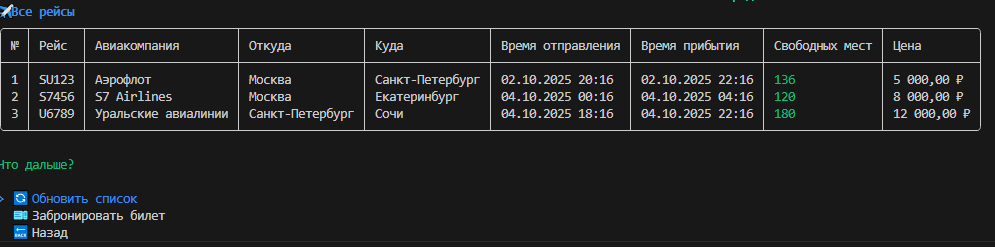 Все рейсы
№ Рейс Авиакомпания Откуда Куда Время отправления Время прибытия Свободных мест Цена
1 SU123 Аэрофлот Москва Санкт-Петербург 02.10.2025 20:16 02.10.2025 22:16 136 5 000,00 ₽
2 S7456 S7 Airlines Москва Екатеринбург 04.10.2025 00:16 04.10.2025 04:16 120 8 000,00 ₽
3 U6789 Уральские авиалинии Санкт-Петербург Сочи 04.10.2025 18:16 04.10.2025 22:16 180 12 000,00 ₽
Что дальше?
> Обновить список
Забронировать билет
BACK Назад